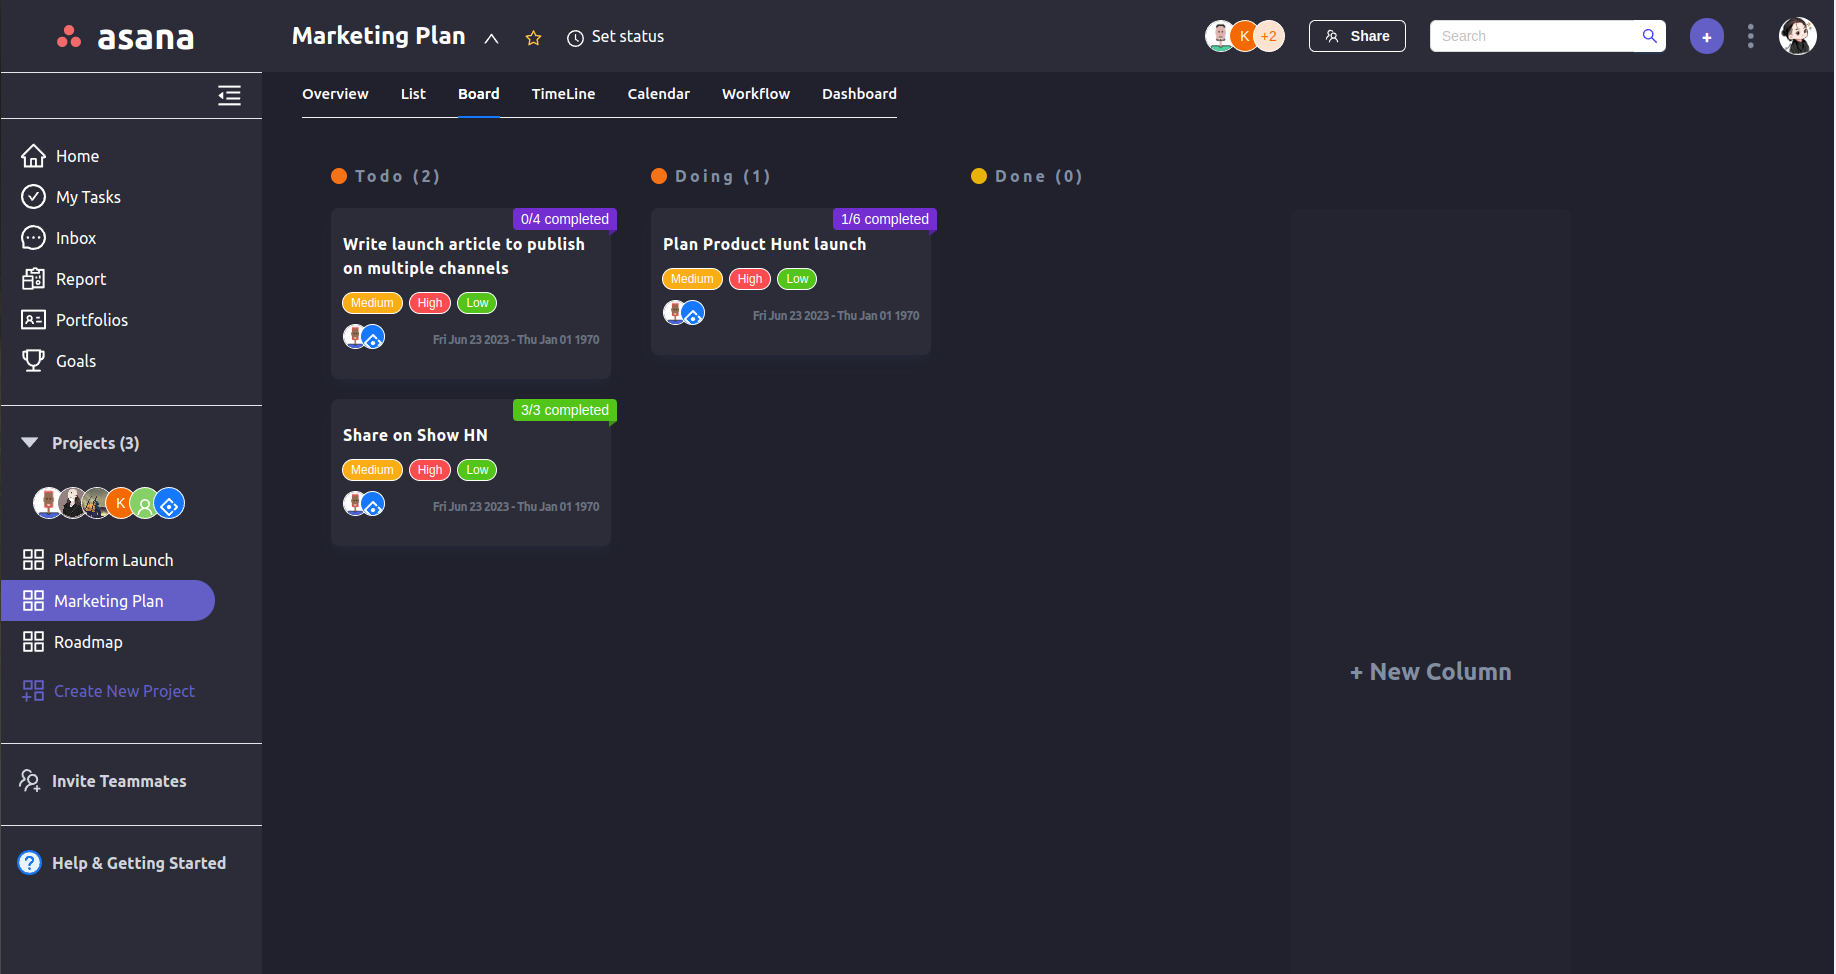 asana
Marketing Plan
Set status
K
+2
Share
Search
+
Overview
List
Board
TimeLine
Calendar
Workflow
Dashboard
Home
My Tasks
Inbox
Report
Portfolios
Goals
Projects (3)
K
Platform Launch
Marketing Plan
Roadmap
Create New Project
Invite Teammates
? Help & Getting Started
Todo (2)
0/4 completed
Write launch article to publish
on multiple channels
Medium High Low
Fri Jun 23 2023 - Thu Jan 01 1970
3/3 completed
Share on Show HN
Medium High Low
Fri Jun 23 2023 - Thu Jan 01 1970
Doing (1)
1/6 completed
Plan Product Hunt launch
Medium High Low
Fri Jun 23 2023 - Thu Jan 01 1970
Done (0)
+ New Column